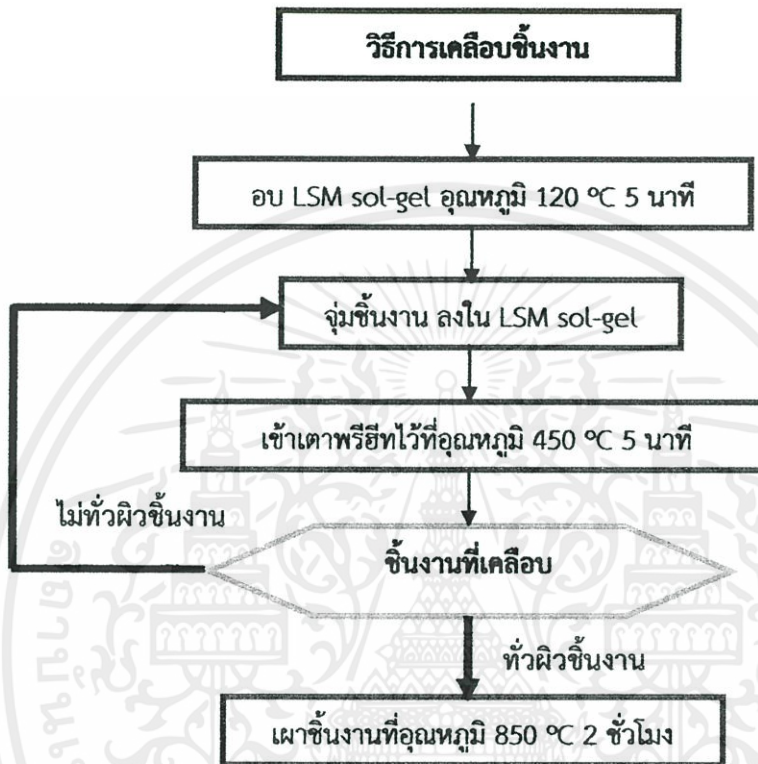 วิธีการเคลือบชิ้นงาน
อบ LSM sol-gel อุณหภูมิ 120 °C 5 นาที
จุ่มชิ้นงาน ลงใน LSM sol-gel
เข้าเตาพรีฮีทไว้ที่อุณหภูมิ 450 °C 5 นาที
ไม่ทั่วผิวชิ้นงาน
ชิ้นงานที่เคลือบ
ทั่วผิวชิ้นงาน
เผาชิ้นงานที่อุณหภูมิ 850 °C 2 ชั่วโมง